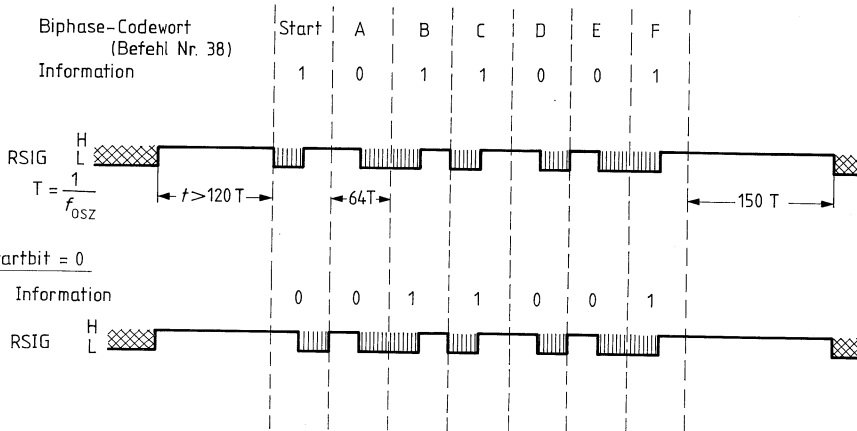 Biphase-Codewort Start A B C D E F
(Befehl Nr. 38)
Information 1 0 1 1 0 0 1
H
RSIG L
T = 1/f_OSZ
t > 120 T 64T 150 T
artbit = 0
Information 0 0 1 1 0 0 1
H
RSIG L